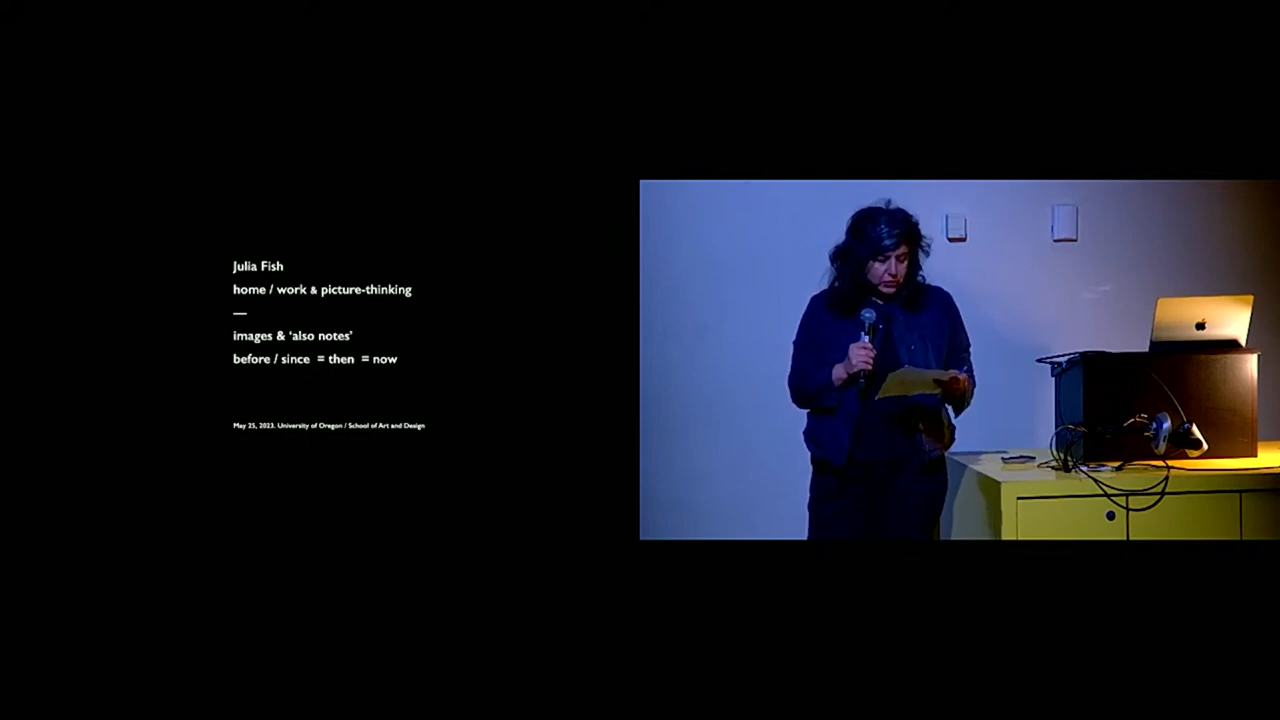 Julia Fish
home / work & picture-thinking
—
images & ‘also notes’
before / since = then = now
May 25, 2023. University of Oregon / School of Art and Design